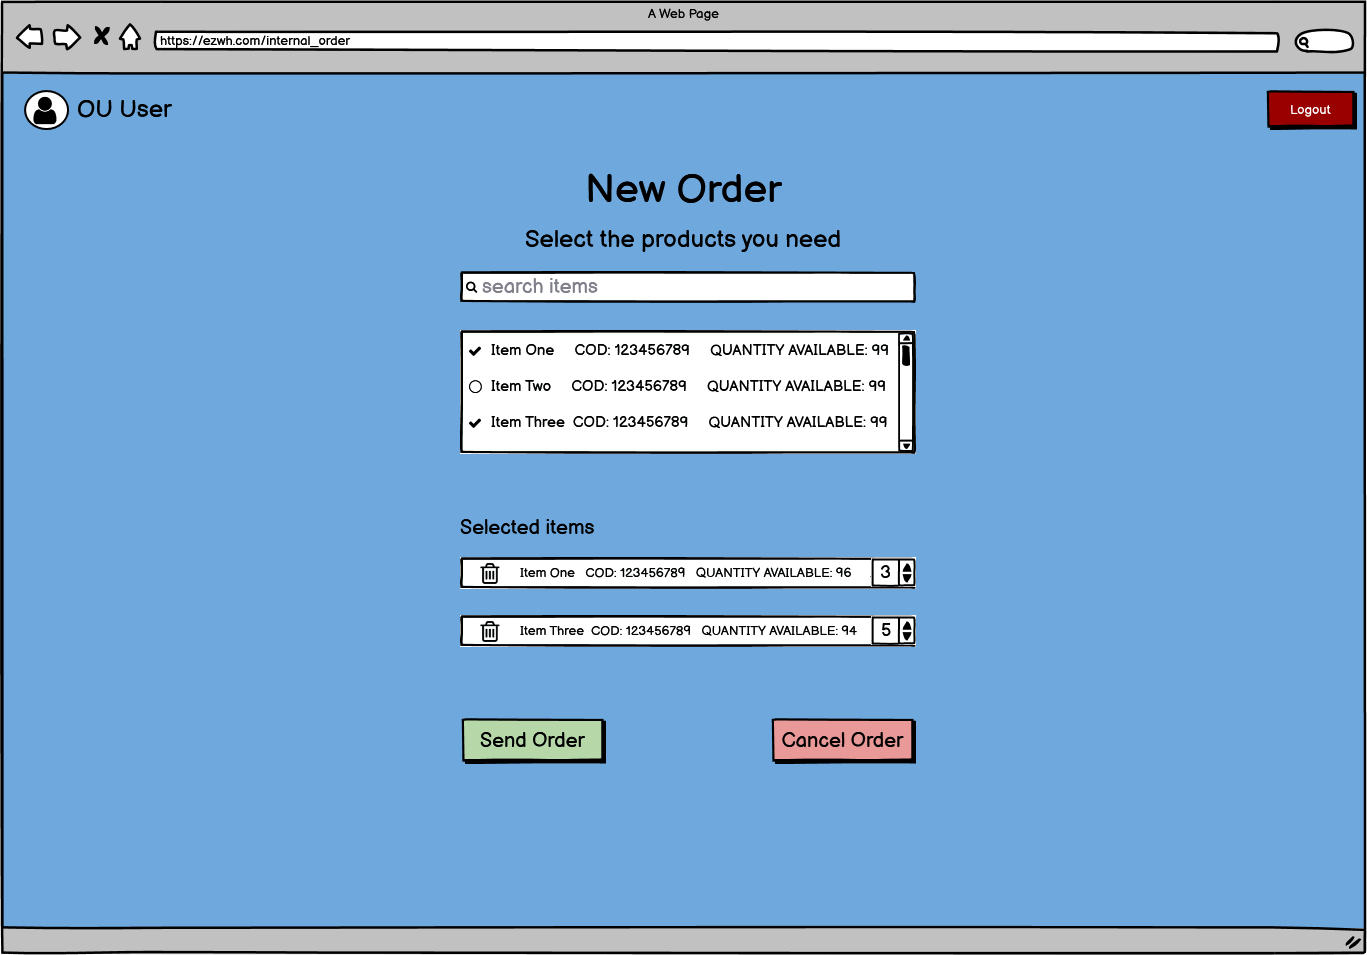 A Web Page
https://ezwh.com/internal_order
OU User
Logout
New Order
Select the products you need
search items
Item One COD: 123456789 QUANTITY AVAILABLE: 99
Item Two COD: 123456789 QUANTITY AVAILABLE: 99
Item Three COD: 123456789 QUANTITY AVAILABLE: 99
Selected items
Item One COD: 123456789 QUANTITY AVAILABLE: 96 3
Item Three COD: 123456789 QUANTITY AVAILABLE: 94 5
Send Order
Cancel Order